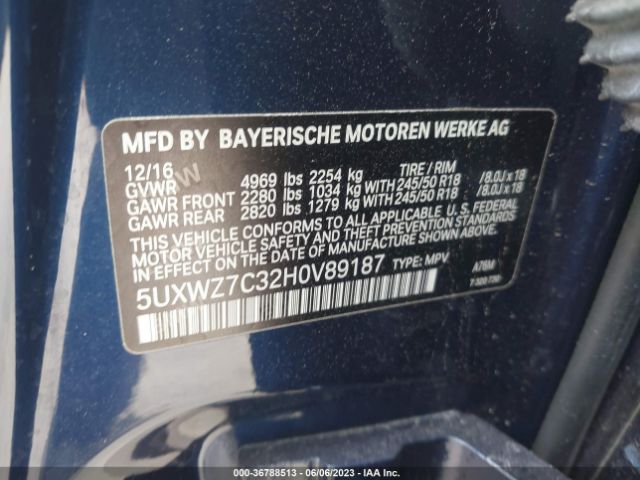 MFD BY BAYERISCHE MOTOREN WERKE AG
12/16 TIRE / RIM
GVWR 4969 lbs 2254 kg
GAWR FRONT 2280 lbs 1034 kg WITH 245/50 R18 /8.0J x 18
GAWR REAR 2820 lbs 1279 kg WITH 245/50 R18 /8.0J x 18
THIS VEHICLE CONFORMS TO ALL APPLICABLE U.S. FEDERAL
MOTOR VEHICLE SAFETY AND THEFT PREVENTION STANDARDS
IN EFFECT ON THE DATE OF MANUFACTURE SHOWN ABOVE.
5UXWZ7C32H0V89187 TYPE: MPV A76M
000-36788513 - 06/06/2023 - IAA Inc.